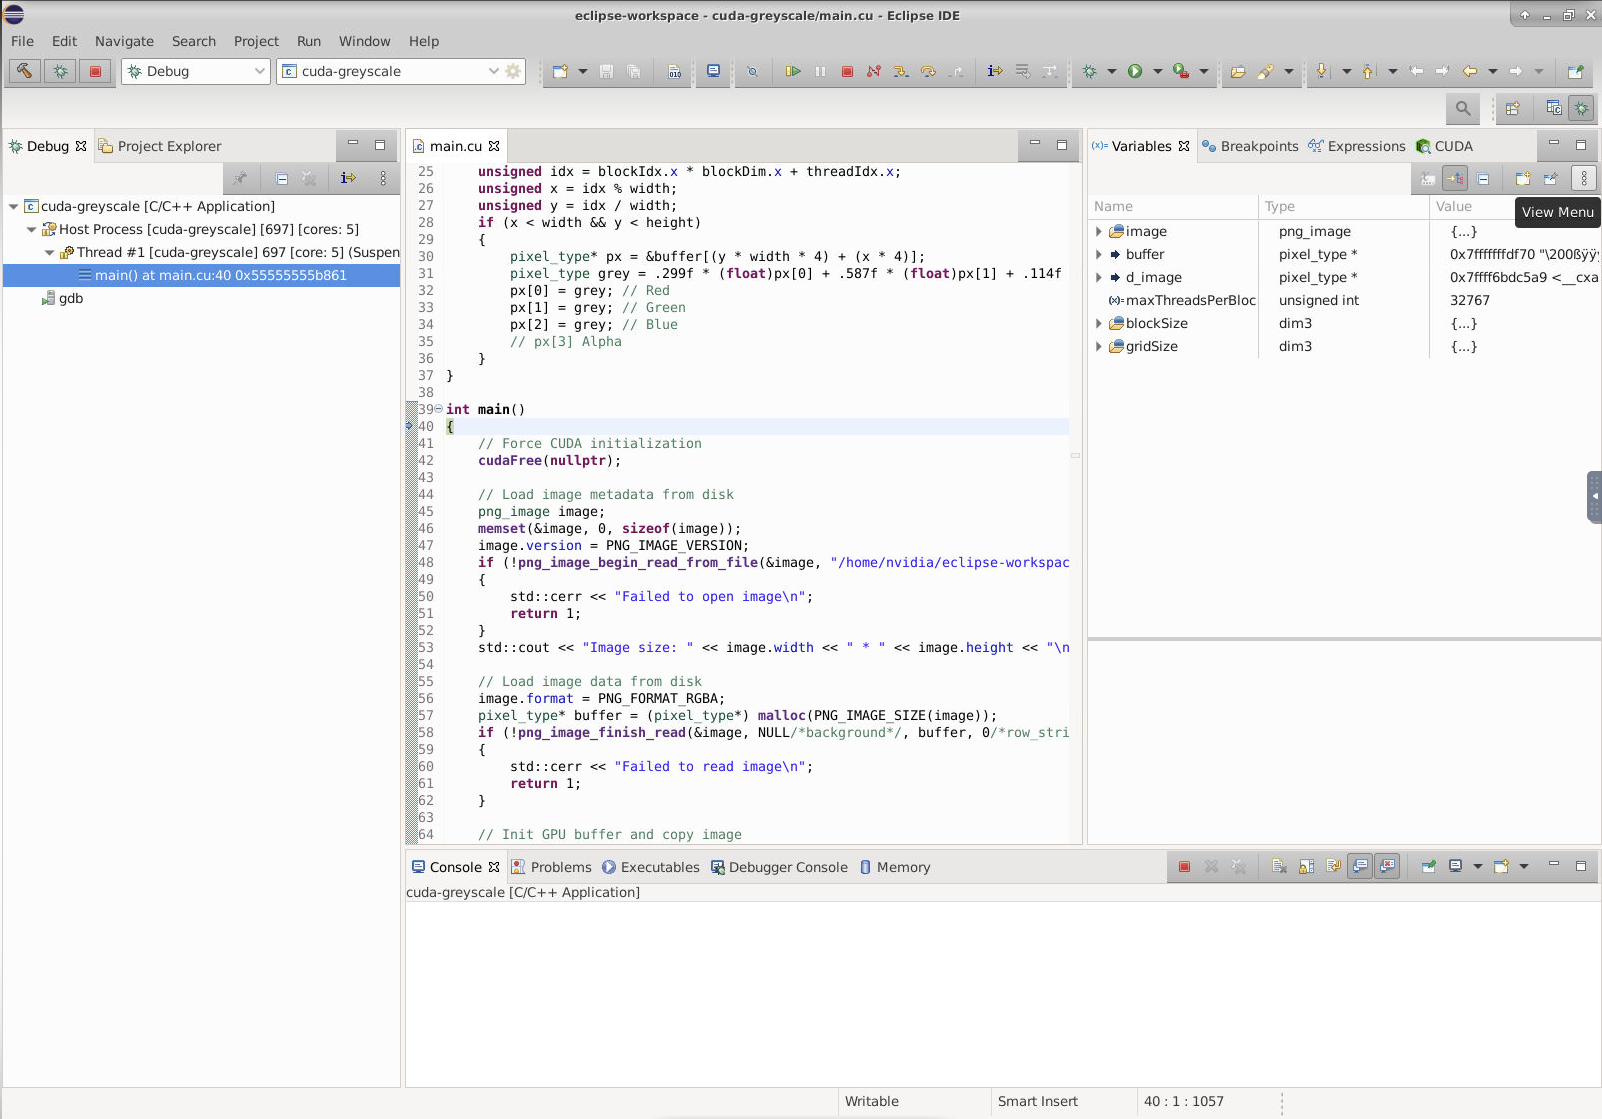 eclipse-workspace - cuda-greyscale/main.cu - Eclipse IDE
File Edit Navigate Search Project Run Window Help
Debug cuda-greyscale
Debug Project Explorer
cuda-greyscale [C/C++ Application]
Host Process [cuda-greyscale] [697] [cores: 5]
Thread #1 [cuda-greyscale] 697 [core: 5] (Suspen
main() at main.cu:40 0x55555555b861
gdb
main.cu
25 unsigned idx = blockIdx.x * blockDim.x + threadIdx.x;
26 unsigned x = idx % width;
27 unsigned y = idx / width;
28 if (x < width && y < height)
29 {
30 pixel_type* px = &buffer[(y * width * 4) + (x * 4)];
31 pixel_type grey = .299f * (float)px[0] + .587f * (float)px[1] + .114f
32 px[0] = grey; // Red
33 px[1] = grey; // Green
34 px[2] = grey; // Blue
35 // px[3] Alpha
36 }
37 }
38
39 int main()
40 {
41 // Force CUDA initialization
42 cudaFree(nullptr);
43
44 // Load image metadata from disk
45 png_image image;
46 memset(&image, 0, sizeof(image));
47 image.version = PNG_IMAGE_VERSION;
48 if (!png_image_begin_read_from_file(&image, "/home/nvidia/eclipse-workspac
49 {
50 std::cerr << "Failed to open image\n";
51 return 1;
52 }
53 std::cout << "Image size: " << image.width << " * " << image.height << "\n
54
55 // Load image data from disk
56 image.format = PNG_FORMAT_RGBA;
57 pixel_type* buffer = (pixel_type*) malloc(PNG_IMAGE_SIZE(image));
58 if (!png_image_finish_read(&image, NULL/*background*/, buffer, 0/*row_stri
59 {
60 std::cerr << "Failed to read image\n";
61 return 1;
62 }
63
64 // Init GPU buffer and copy image
Variables Breakpoints Expressions CUDA
Name Type Value
View Menu
image png_image {...}
buffer pixel_type * 0x7fffffffdf70 "\200ßÿÿ
d_image pixel_type * 0x7ffff6bdc5a9 <__cxa
maxThreadsPerBloc unsigned int 32767
blockSize dim3 {...}
gridSize dim3 {...}
Console Problems Executables Debugger Console Memory
cuda-greyscale [C/C++ Application]
Writable Smart Insert 40 : 1 : 1057